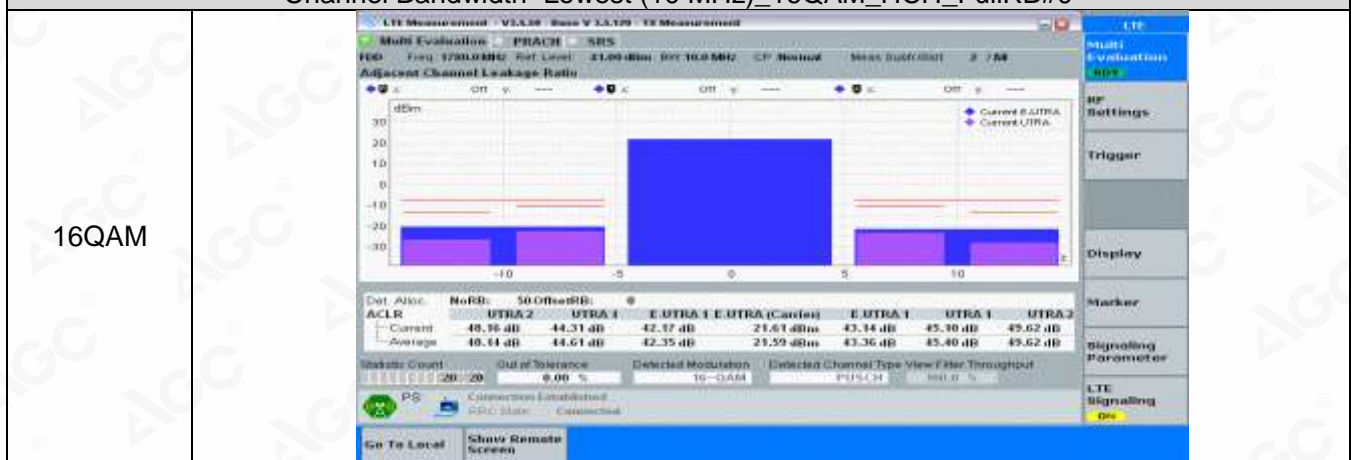 Channel Bandwidth-Lowest (10 MHz)_16QAM_HCH_FullRB#0
16QAM
LTE Measurement - V3.5.30 - Base V 3.5.120 - TX Measurement
LTE
Multi Evaluation PRACH SRS
Multi Evaluation
RDY
FDD Freq. 1780.0 MHz Ref. Level: 31.00 dBm BW: 10.0 MHz CP: Normal Meas Subfr./Slot: 2 / All
Adjacent Channel Leakage Ratio
x: Off y: --- x: Off y: --- x: Off y: ---
RF Settings
dBm
Current E-UTRA
Current UTRA
30
20
10
0
-10
-20
-30
-10 -5 0 5 10
Trigger
Display
Marker
Signaling Parameter
LTE Signaling
ON
Det. Alloc. NoRB: 50 OffsetRB: 0
ACLR UTRA 2 UTRA 1 E-UTRA 1 E-UTRA (Carrier) E-UTRA 1 UTRA 1 UTRA 2
Current 48.16 dB 44.31 dB 42.17 dB 21.61 dBm 43.14 dB 45.10 dB 49.62 dB
Average 48.14 dB 44.61 dB 42.35 dB 21.59 dBm 43.36 dB 45.40 dB 49.62 dB
Statistic Count Out of Tolerance Detected Modulation Detected Channel Type View Filter Throughput
20 / 20 0.00 % 16-QAM PUSCH 100.0 %
PS Connection Established
RRC State Connected
Go To Local
Show Remote Screen